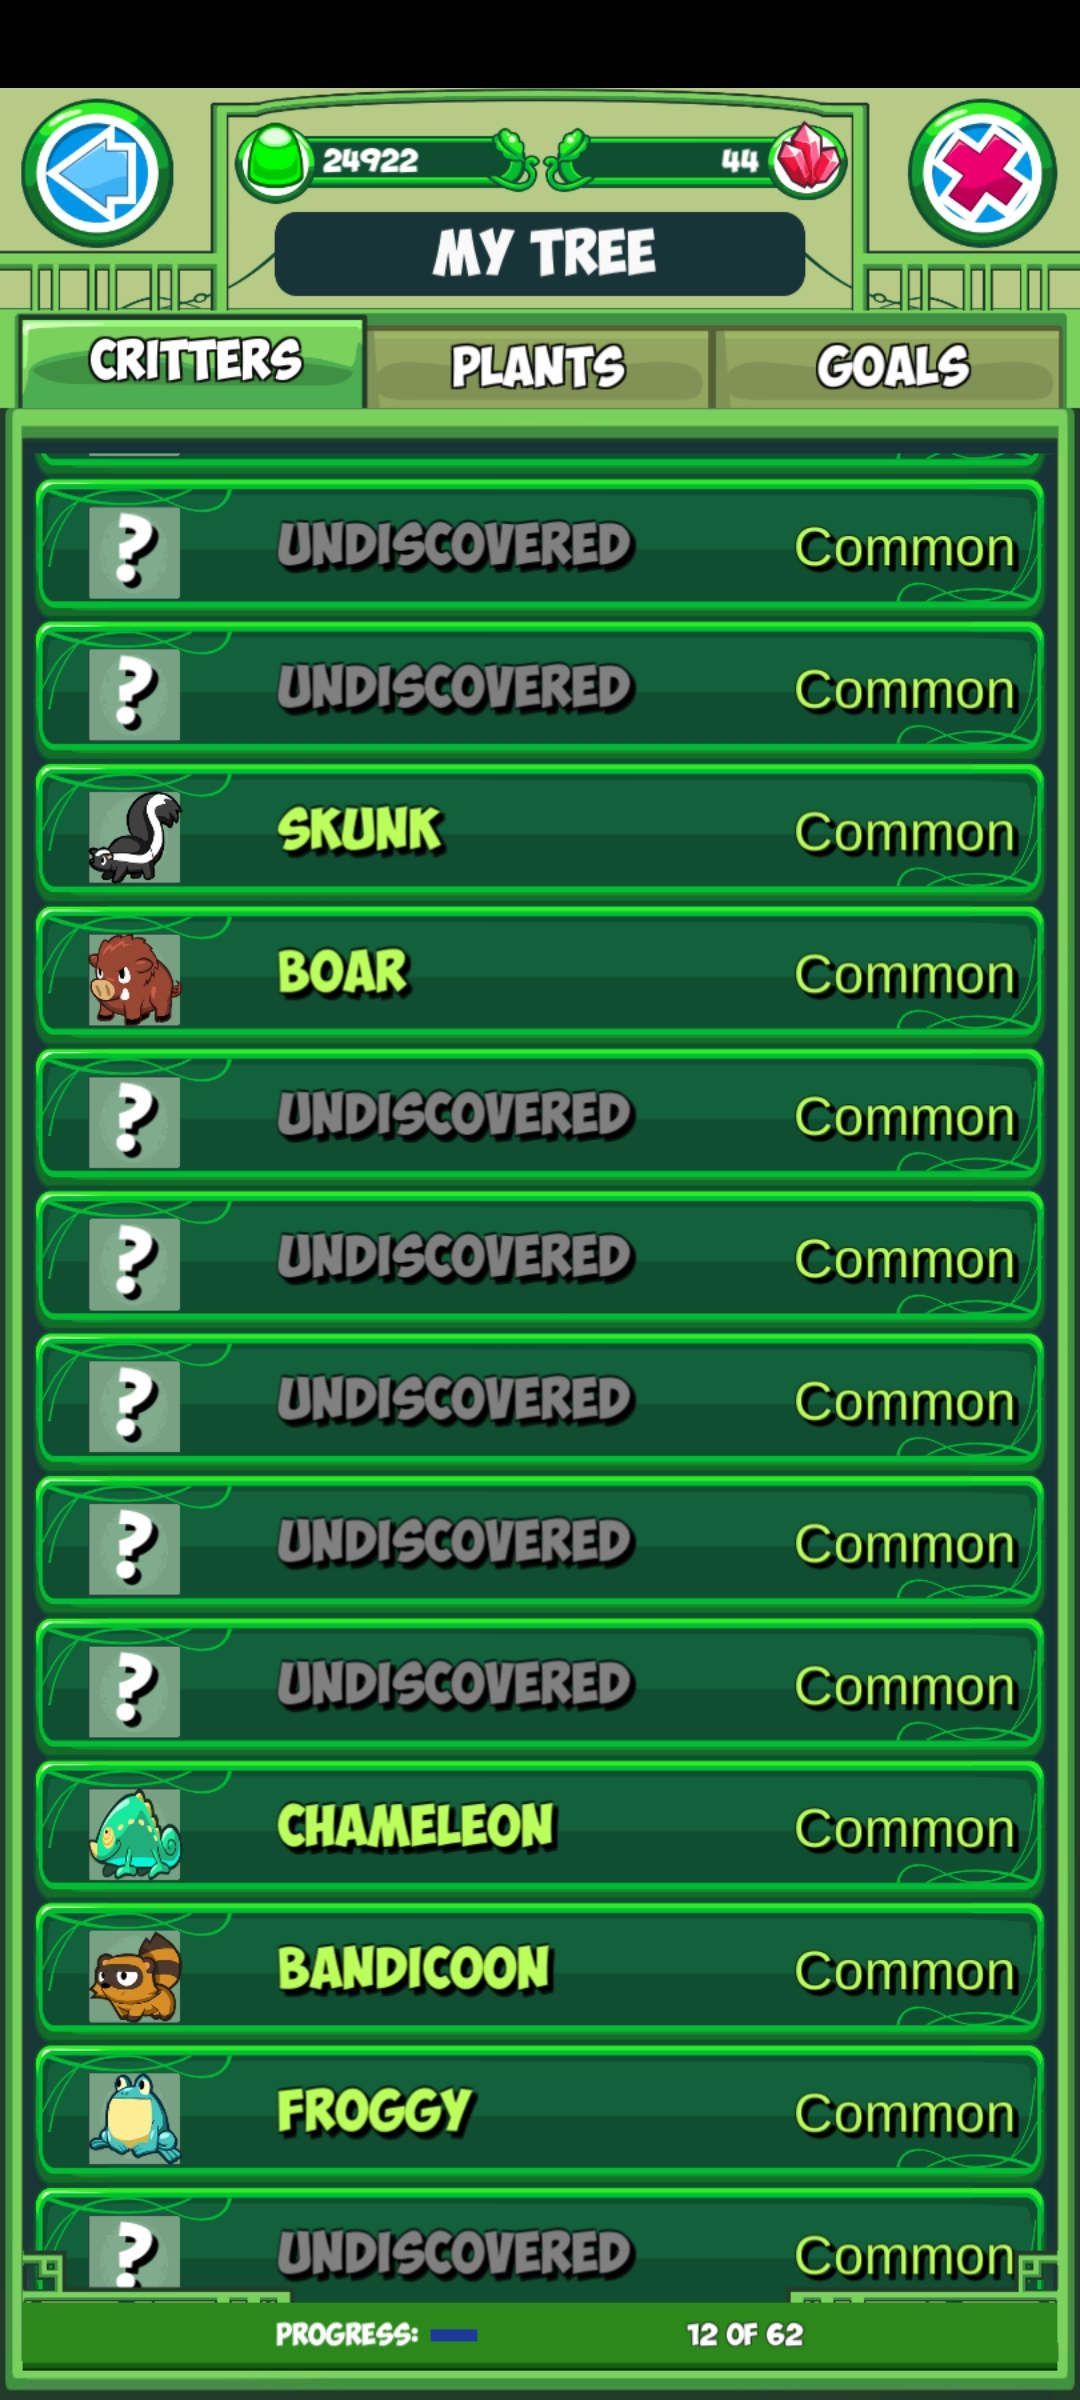 24922
44
MY TREE
CRITTERS
PLANTS
GOALS
? UNDISCOVERED Common
? UNDISCOVERED Common
SKUNK Common
BOAR Common
? UNDISCOVERED Common
? UNDISCOVERED Common
? UNDISCOVERED Common
? UNDISCOVERED Common
? UNDISCOVERED Common
CHAMELEON Common
BANDICOON Common
FROGGY Common
? UNDISCOVERED Common
PROGRESS: 12 OF 62